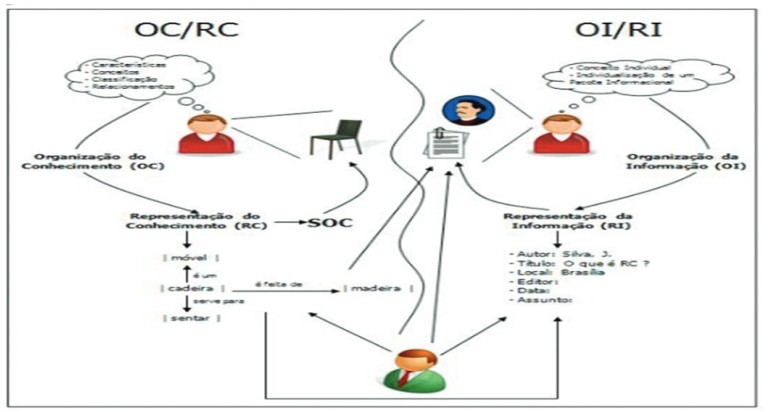 OC/RC
- Características
- Conceitos
- Classificação
- Relacionamentos
Organização do
Conhecimento (OC)
Representação do
Conhecimento (RC)
SOC
| móvel |
é um
| cadeira |
é feita de
| madeira |
serve para
| sentar |
OI/RI
- Conceito Individual
- Individualização de um
Pacote Informacional
Organização da
Informação (OI)
Representação da
Informação (RI)
- Autor: Silva, J.
- Título: O que é RC ?
- Local: Brasília
- Editor:
- Data:
- Assunto: